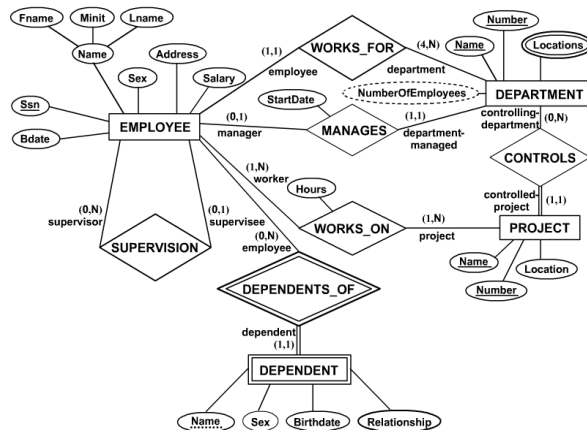 Fname
Minit
Lname
Name
Address
Sex
Salary
Ssn
Bdate
EMPLOYEE
(1,1)
employee
WORKS_FOR
(4,N)
department
Number
Name
Locations
NumberOfEmployees
DEPARTMENT
StartDate
(0,1)
manager
MANAGES
(1,1)
department-
managed
controlling-
department
(0,N)
CONTROLS
(1,N)
worker
Hours
controlled-
project
(1,1)
(0,N)
supervisor
(0,1)
supervisee
SUPERVISION
(0,N)
employee
WORKS_ON
(1,N)
project
PROJECT
Name
Number
Location
DEPENDENTS_OF
dependent
(1,1)
DEPENDENT
Name
Sex
Birthdate
Relationship